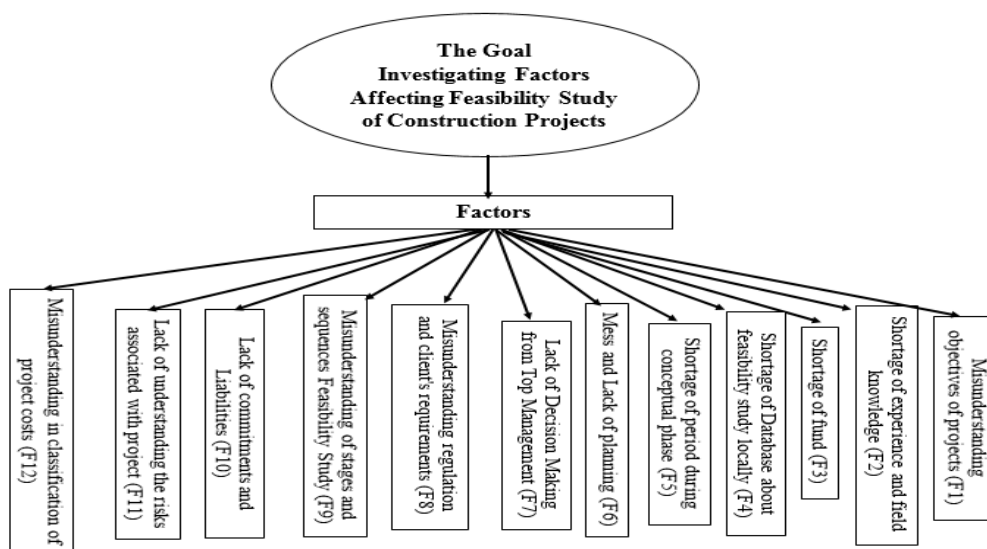 The Goal
Investigating Factors
Affecting Feasibility Study
of Construction Projects
Factors
Misunderstanding in classification of
project costs (F12)
Lack of understanding the risks
associated with project (F11)
Lack of commitments and
Liabilities (F10)
Misunderstanding of stages and
sequences Feasibility Study (F9)
Misunderstanding regulation
and client's requirements (F8)
Lack of Decision Making
from Top Management (F7)
Mess and Lack of planning (F6)
Shortage of period during
conceptual phase (F5)
Shortage of Database about
feasibility study locally (F4)
Shortage of fund (F3)
Shortage of experience and field
knowledge (F2)
Misunderstanding
objectives of projects (F1)